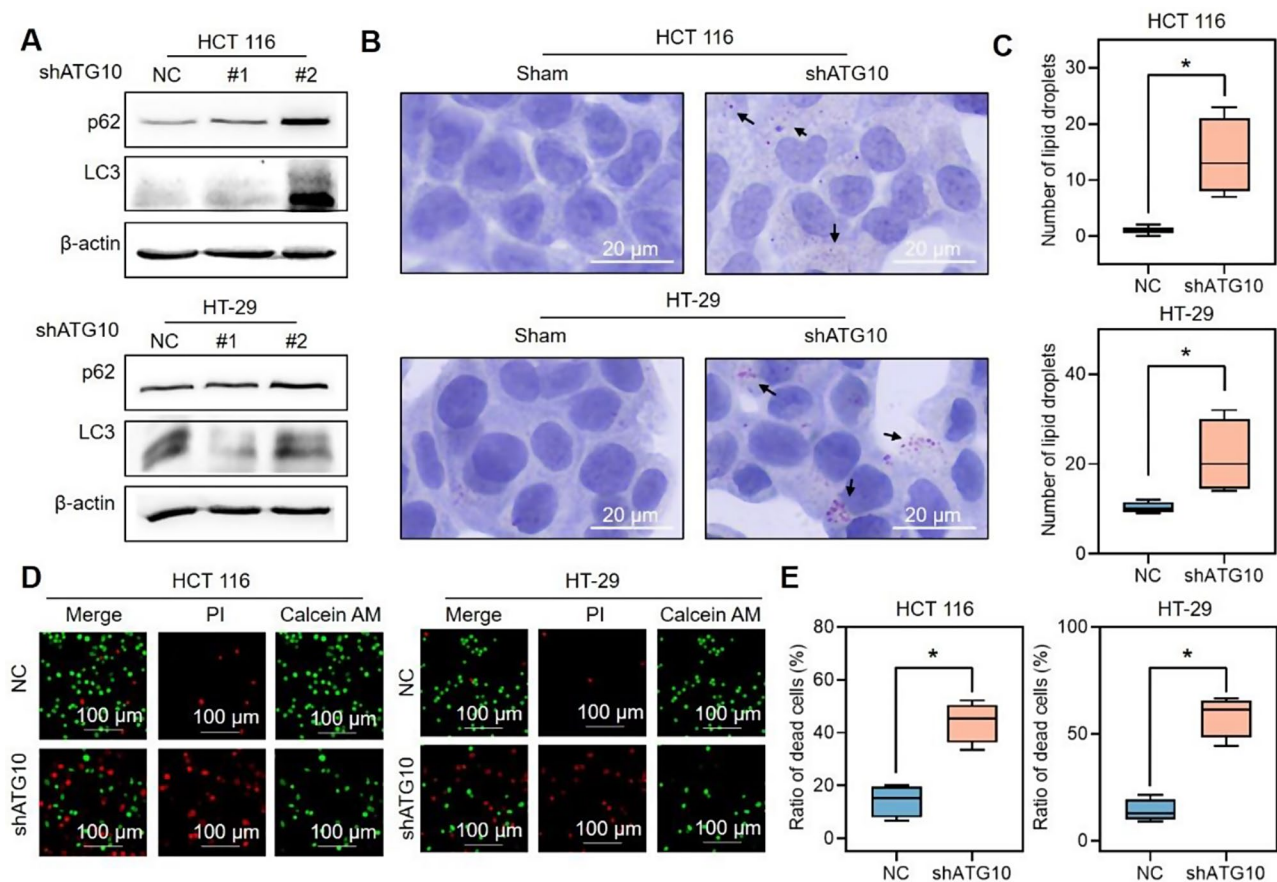 A
HCT 116
shATG10 NC #1 #2
p62
LC3
β-actin
HT-29
shATG10 NC #1 #2
p62
LC3
β-actin
B
HCT 116
Sham shATG10
20 µm 20 µm
HT-29
Sham shATG10
20 µm 20 µm
C
HCT 116
Number of lipid droplets
30
20
10
0
*
NC shATG10
HT-29
Number of lipid droplets
40
20
0
*
NC shATG10
D
HCT 116
Merge PI Calcein AM
NC
100 µm 100 µm 100 µm
shATG10
100 µm 100 µm 100 µm
HT-29
Merge PI Calcein AM
NC
100 µm 100 µm 100 µm
shATG10
100 µm 100 µm 100 µm
E
HCT 116
Ratio of dead cells (%)
80
60
40
20
0
*
NC shATG10
HT-29
Ratio of dead cells (%)
100
50
0
*
NC shATG10